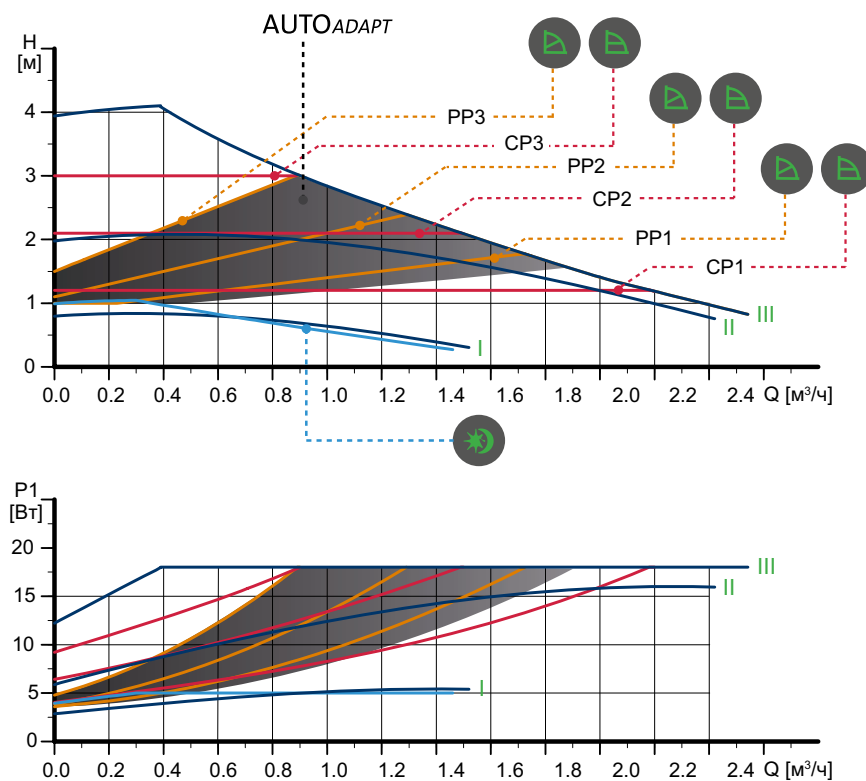 AUTOADAPT
H
[м]
PP3
CP3
PP2
CP2
PP1
CP1
4
3
2
1
0
I
II
III
0.0 0.2 0.4 0.6 0.8 1.0 1.2 1.4 1.6 1.8 2.0 2.2 2.4 Q [м³/ч]
P1
[Вт]
20
15
10
5
0
III
II
I
0.0 0.2 0.4 0.6 0.8 1.0 1.2 1.4 1.6 1.8 2.0 2.2 2.4 Q [м³/ч]